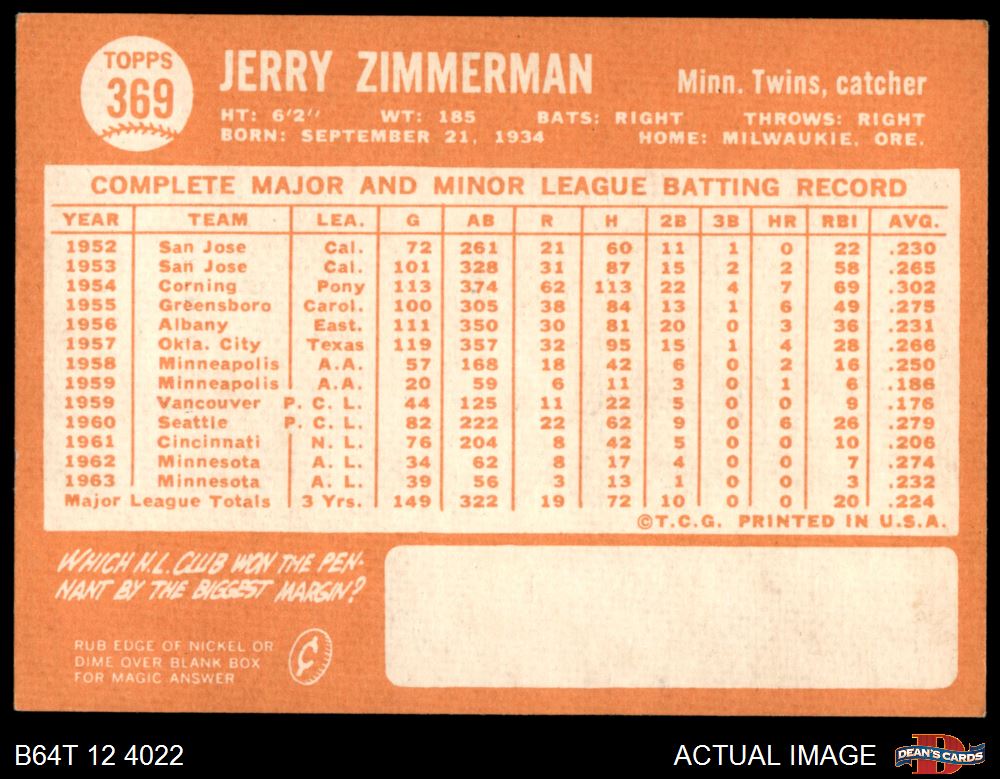 TOPPS
369
JERRY ZIMMERMAN
Minn. Twins, catcher
HT: 6'2" WT: 185 BATS: RIGHT THROWS: RIGHT
BORN: SEPTEMBER 21, 1934 HOME: MILWAUKIE, ORE.
COMPLETE MAJOR AND MINOR LEAGUE BATTING RECORD
YEAR TEAM LEA. G AB R H 2B 3B HR RBI AVG.
1952 San Jose Cal. 72 261 21 60 11 1 0 22 .230
1953 San Jose Cal. 101 328 31 87 15 2 2 58 .265
1954 Corning Pony 113 374 62 113 22 4 7 69 .302
1955 Greensboro Carol. 100 305 38 84 13 1 6 49 .275
1956 Albany East. 111 350 30 81 20 0 3 36 .231
1957 Okla. City Texas 119 357 32 95 15 1 4 28 .266
1958 Minneapolis A.A. 57 168 18 42 6 0 2 16 .250
1959 Minneapolis A.A. 20 59 6 11 3 0 1 6 .186
1959 Vancouver P. C. L. 44 125 11 22 5 0 0 9 .176
1960 Seattle P. C. L. 82 222 22 62 9 0 6 26 .279
1961 Cincinnati N. L. 76 204 8 42 5 0 0 10 .206
1962 Minnesota A. L. 34 62 8 17 4 0 0 7 .274
1963 Minnesota A. L. 39 56 3 13 1 0 0 3 .232
Major League Totals 3 Yrs. 149 322 19 72 10 0 0 20 .224
©T.C.G. PRINTED IN U.S.A.
WHICH N.L. CLUB WON THE PEN-
NANT BY THE BIGGEST MARGIN?
RUB EDGE OF NICKEL OR
DIME OVER BLANK BOX
FOR MAGIC ANSWER
¢
B64T 12 4022
ACTUAL IMAGE
DEAN'S CARDS